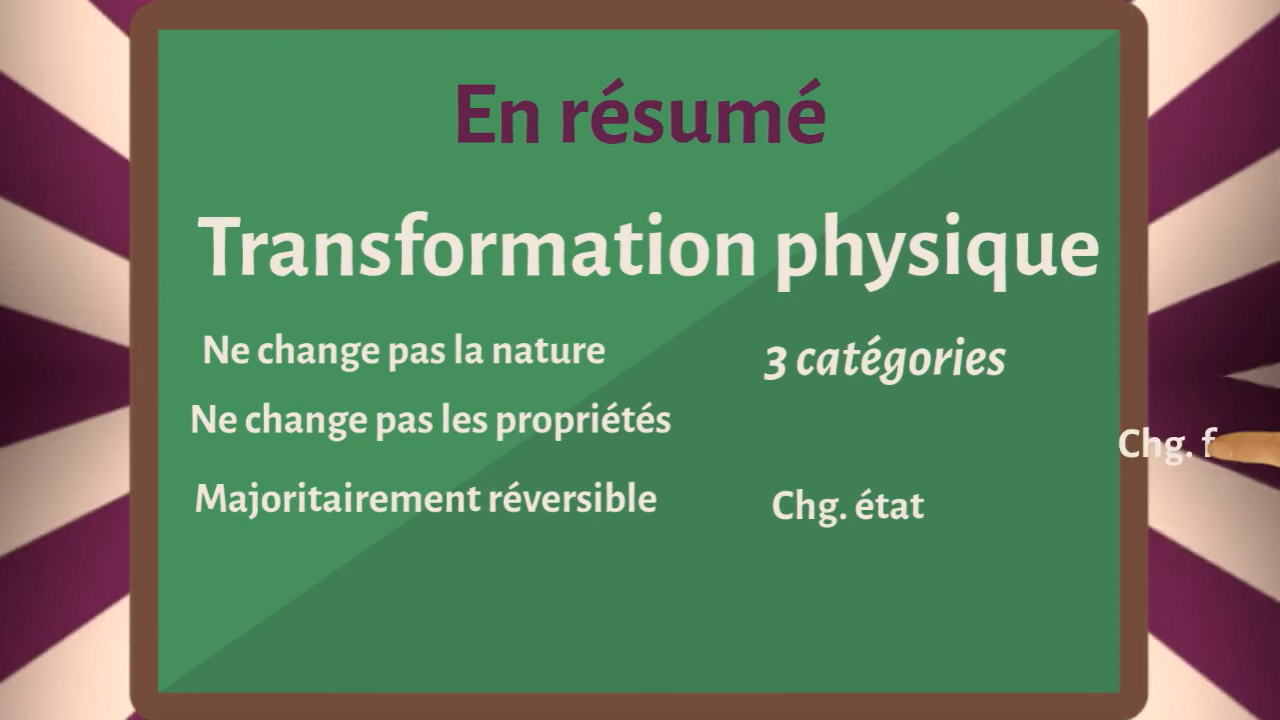 En résumé
Transformation physique
Ne change pas la nature
Ne change pas les propriétés
Majoritairement réversible
3 catégories
Chg. f
Chg. état